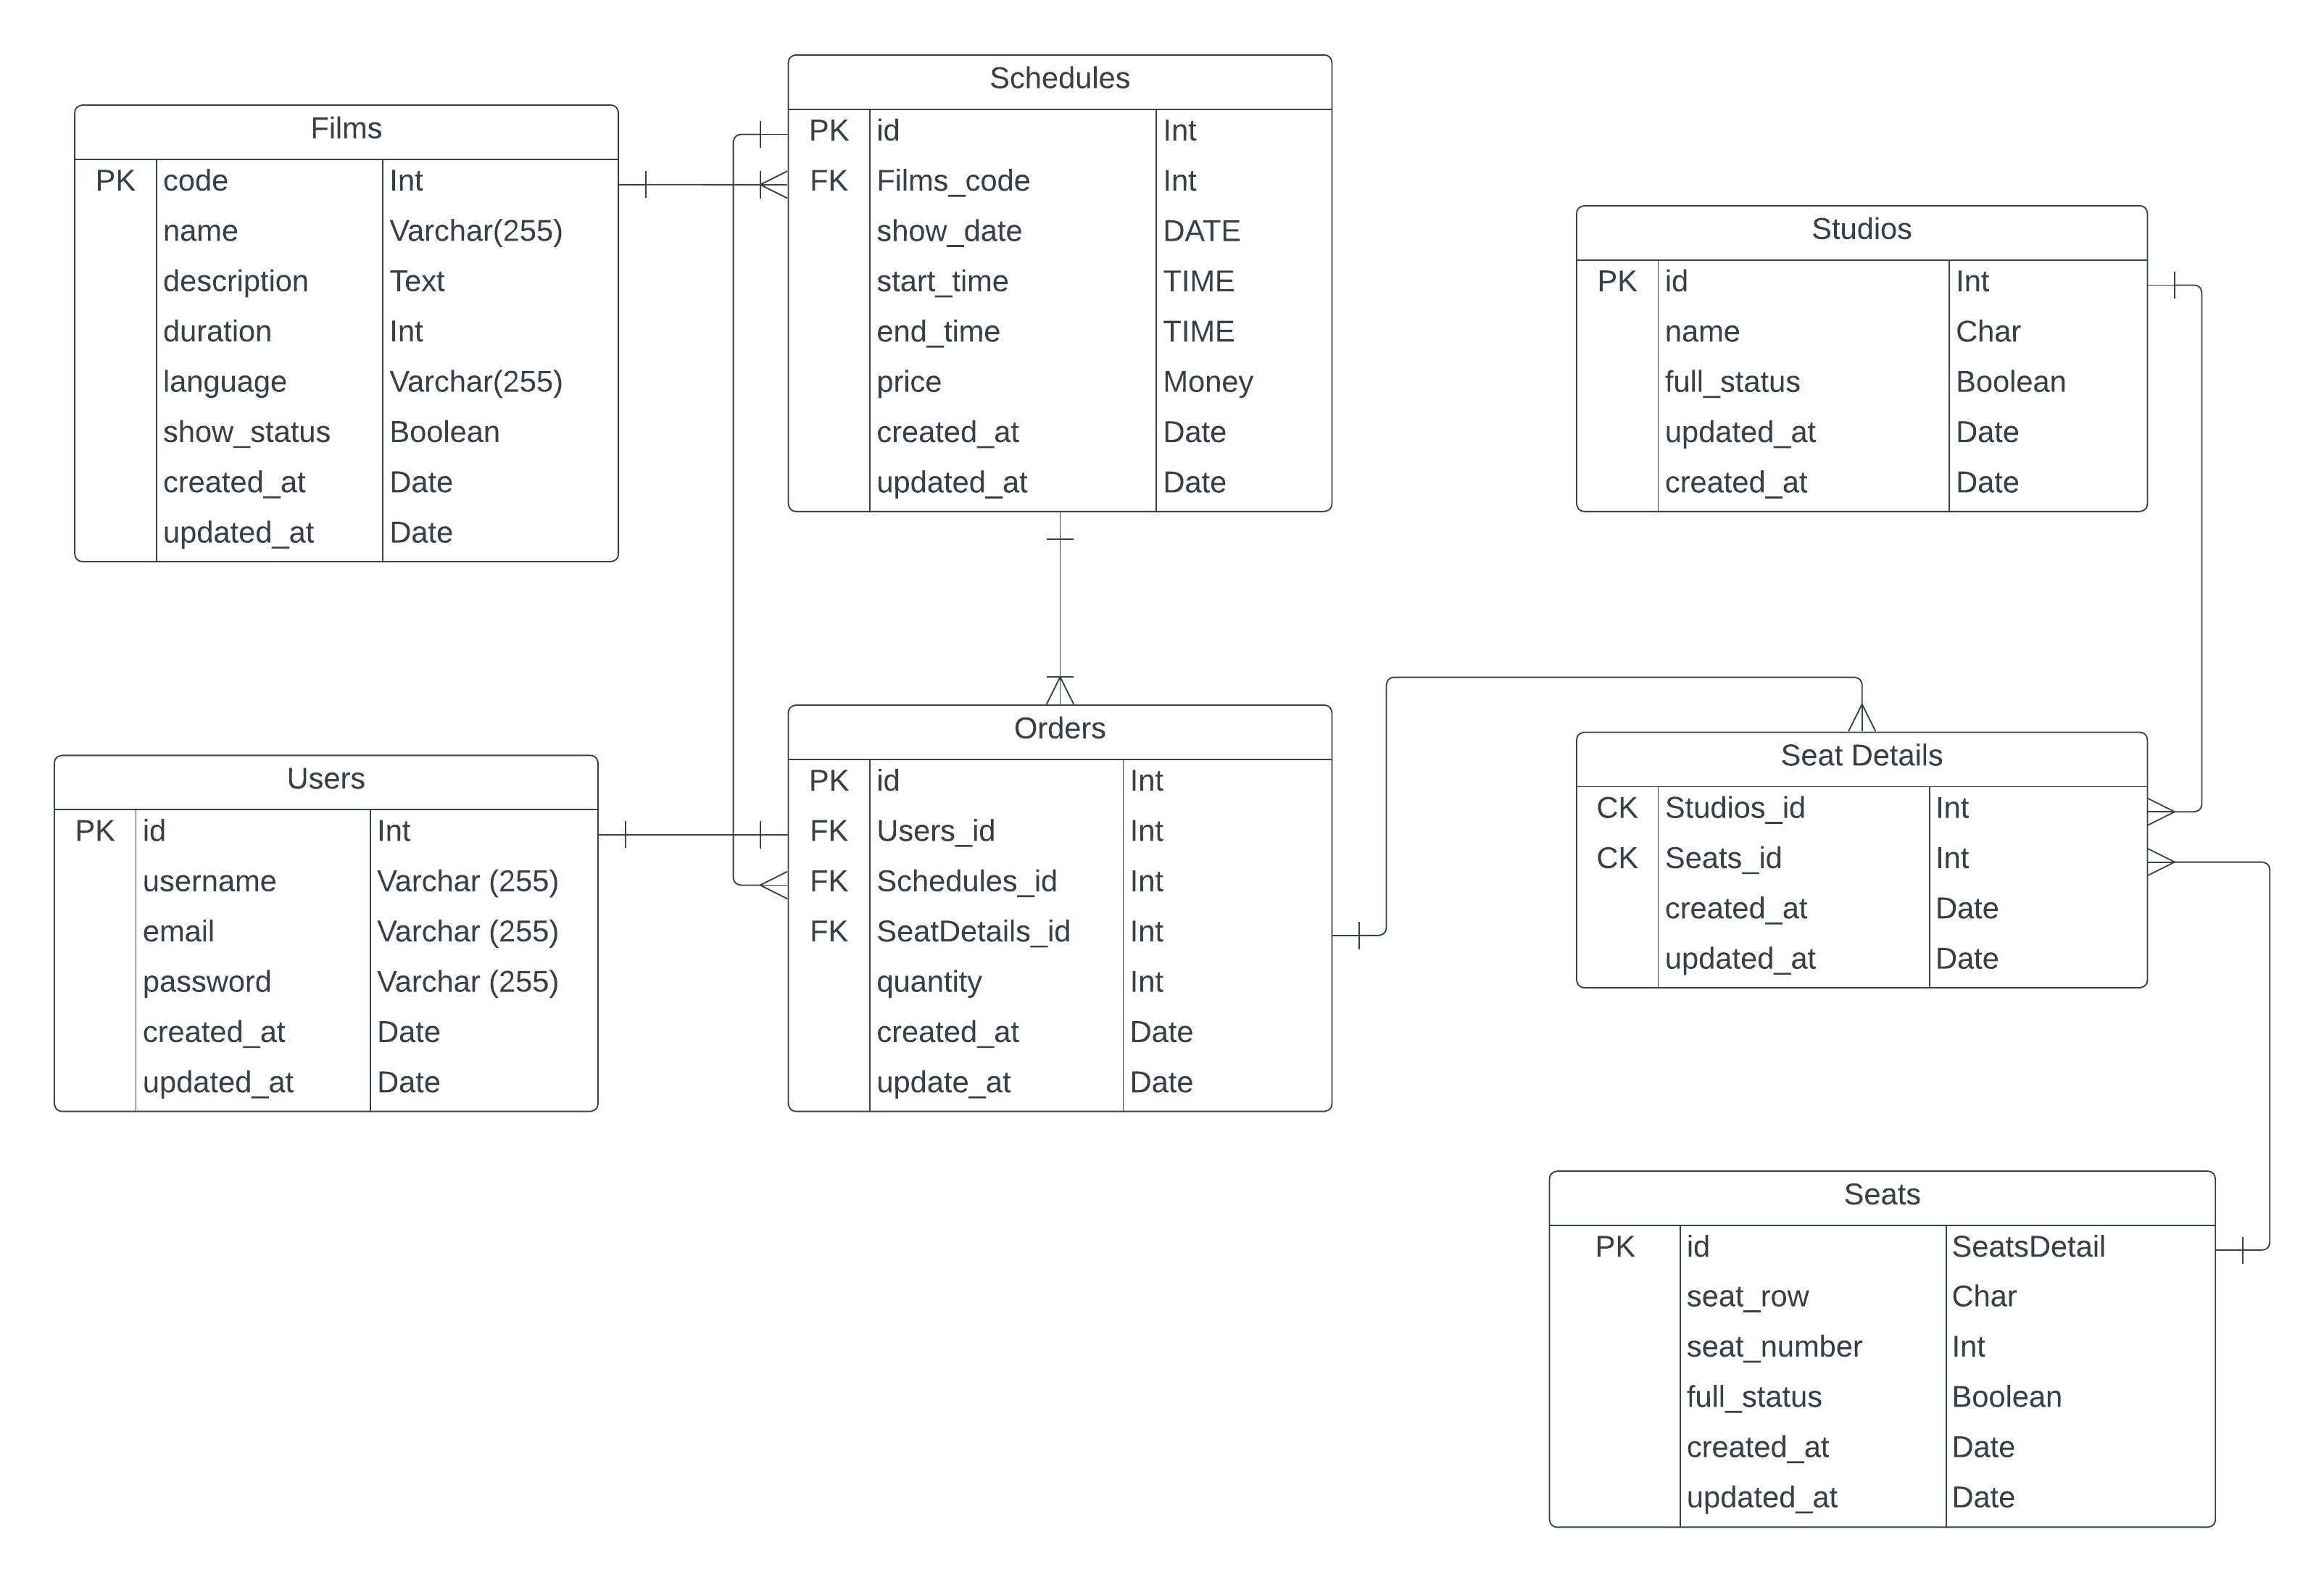 Schedules
PK id Int
FK Films_code Int
show_date DATE
start_time TIME
end_time TIME
price Money
created_at Date
updated_at Date
Films
PK code Int
name Varchar(255)
description Text
duration Int
language Varchar(255)
show_status Boolean
created_at Date
updated_at Date
Studios
PK id Int
name Char
full_status Boolean
updated_at Date
created_at Date
Orders
PK id Int
FK Users_id Int
FK Schedules_id Int
FK SeatDetails_id Int
quantity Int
created_at Date
update_at Date
Users
PK id Int
username Varchar (255)
email Varchar (255)
password Varchar (255)
created_at Date
updated_at Date
Seat Details
CK Studios_id Int
CK Seats_id Int
created_at Date
updated_at Date
Seats
PK id SeatsDetail
seat_row Char
seat_number Int
full_status Boolean
created_at Date
updated_at Date